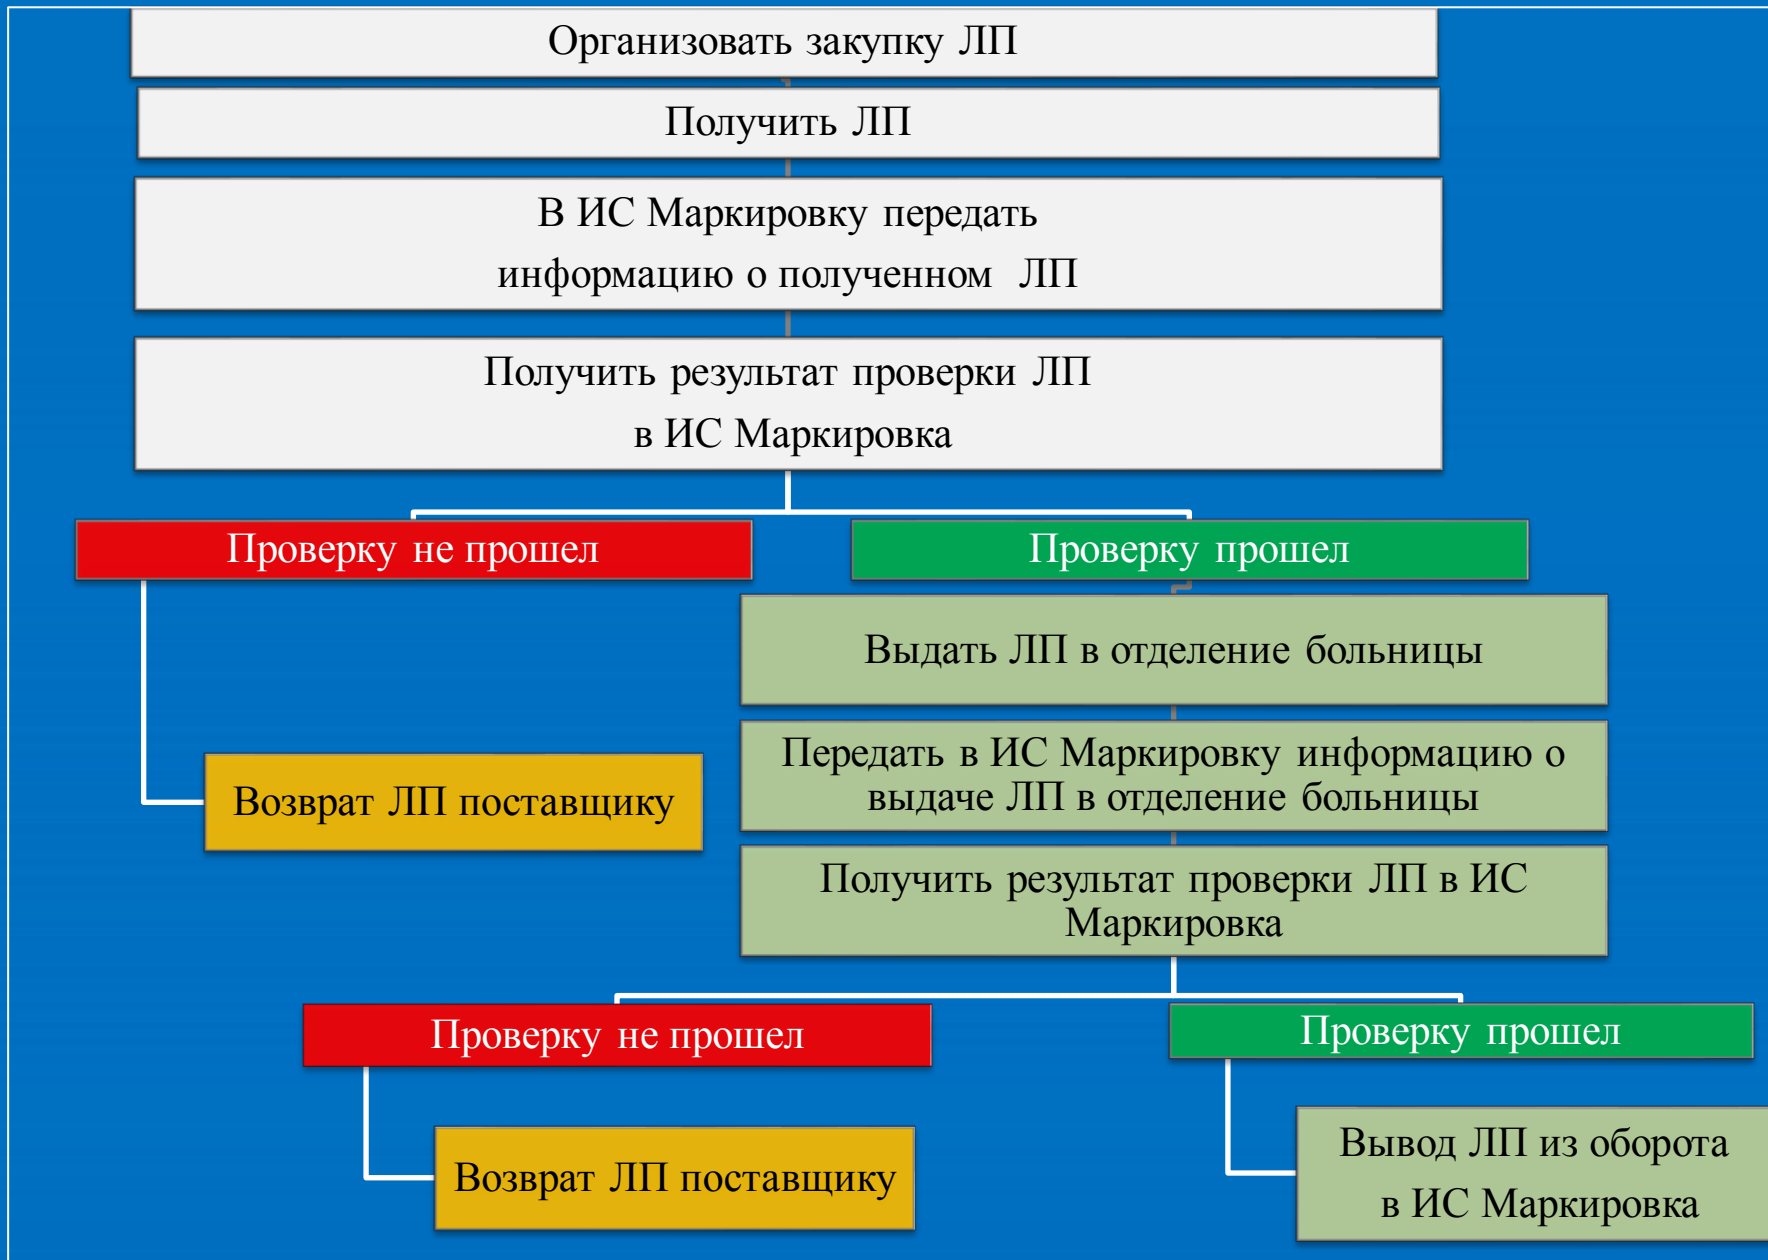 Организовать закупку ЛП
Получить ЛП
В ИС Маркировку передать
информацию о полученном ЛП
Получить результат проверки ЛП
в ИС Маркировка
Проверку не прошел
Проверку прошел
Выдать ЛП в отделение больницы
Передать в ИС Маркировку информацию о
выдаче ЛП в отделение больницы
Возврат ЛП поставщику
Получить результат проверки ЛП в ИС
Маркировка
Проверку не прошел
Проверку прошел
Возврат ЛП поставщику
Вывод ЛП из оборота
в ИС Маркировка